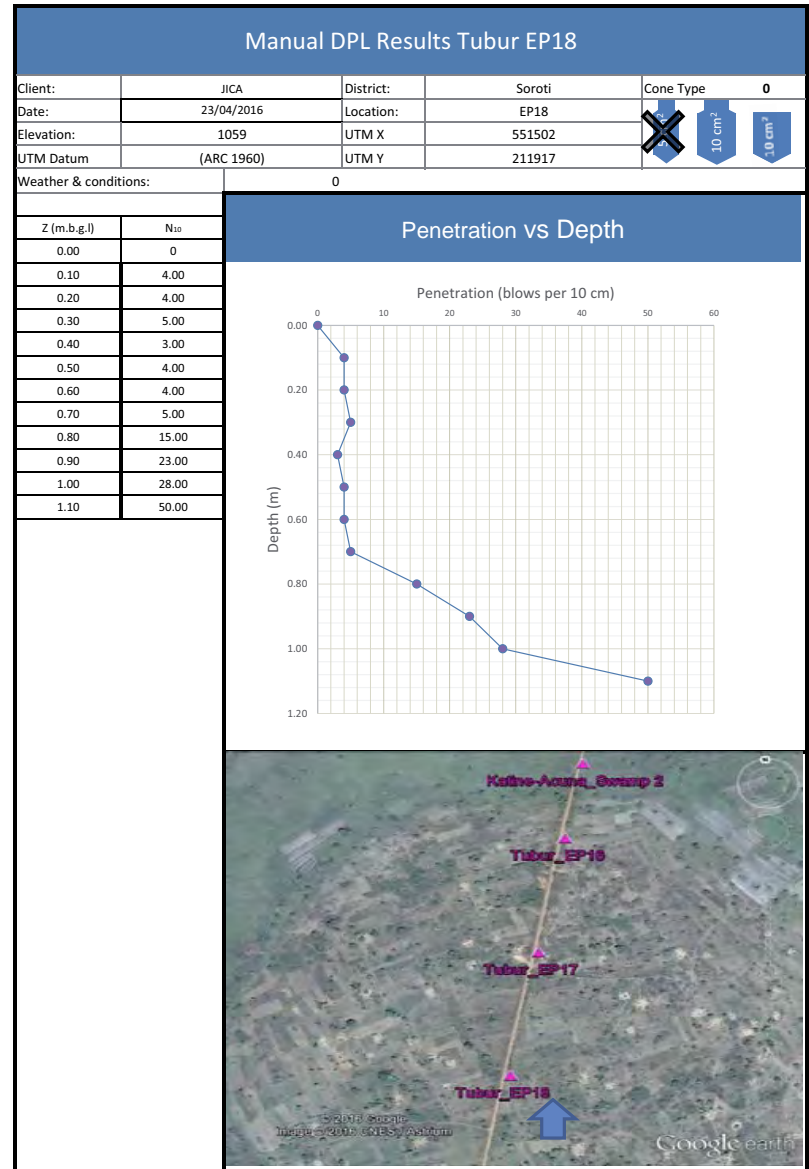 Manual DPL Results Tubur EP18
Client: JICA District: Soroti Cone Type 0
Date: 23/04/2016 Location: EP18
Elevation: 1059 UTM X 551502
UTM Datum (ARC 1960) UTM Y 211917
10 cm²
10 cm²
Weather & conditions: 0
Z (m.b.g.l) N10
0.00 0
0.10 4.00
0.20 4.00
0.30 5.00
0.40 3.00
0.50 4.00
0.60 4.00
0.70 5.00
0.80 15.00
0.90 23.00
1.00 28.00
1.10 50.00
Penetration vs Depth
Penetration (blows per 10 cm)
0 10 20 30 40 50 60
0.00
0.20
0.40
0.60
0.80
1.00
1.20
Depth (m)
Katine-Acuna_Swamp 2
Tubur_EP16
Tubur_EP17
Tubur_EP18
© 2016 Google
Image © 2016 CNES / Astrium
Google earth